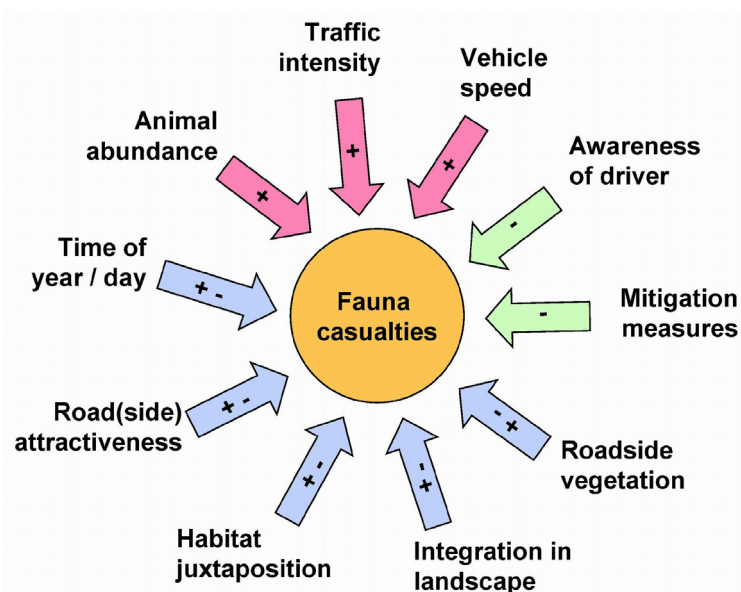 Traffic
intensity
+
Vehicle
speed
+
Awareness
of driver
-
Mitigation
measures
-
Roadside
vegetation
- +
Integration in
landscape
- +
Habitat
juxtaposition
+ -
Road(side)
attractiveness
+ -
Time of
year / day
+ -
Animal
abundance
+
Fauna
casualties